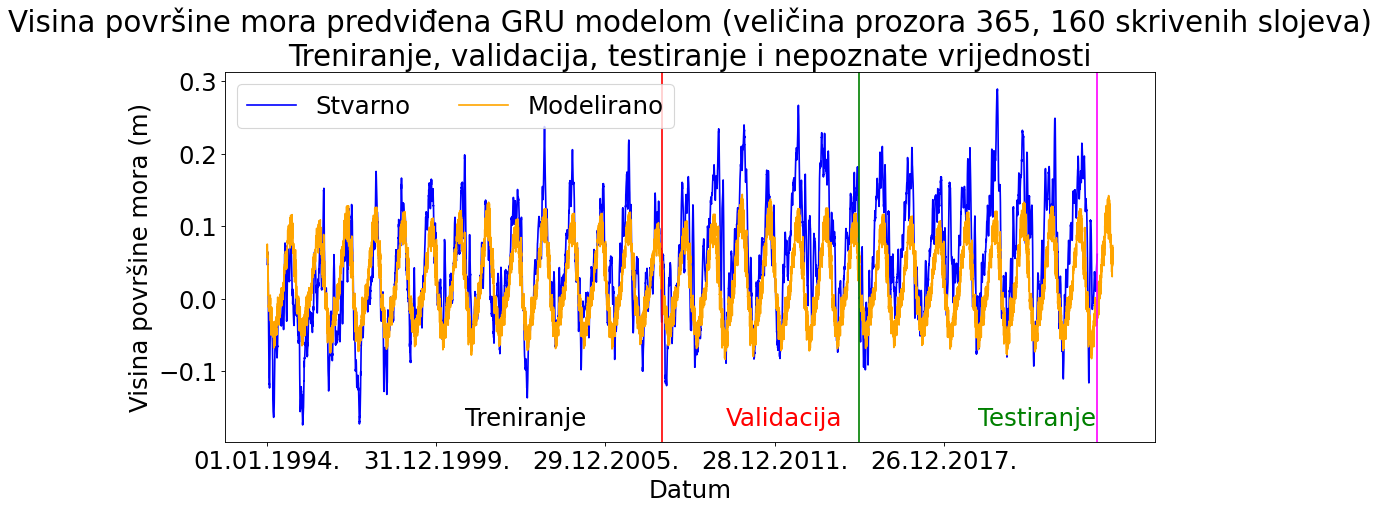 Visina površine mora predviđena GRU modelom (veličina prozora 365, 160 skrivenih slojeva)
Treniranje, validacija, testiranje i nepoznate vrijednosti
Stvarno
Modelirano
Visina površine mora (m)
0.3
0.2
0.1
0.0
−0.1
Treniranje
Validacija
Testiranje
01.01.1994.
31.12.1999.
29.12.2005.
28.12.2011.
26.12.2017.
Datum